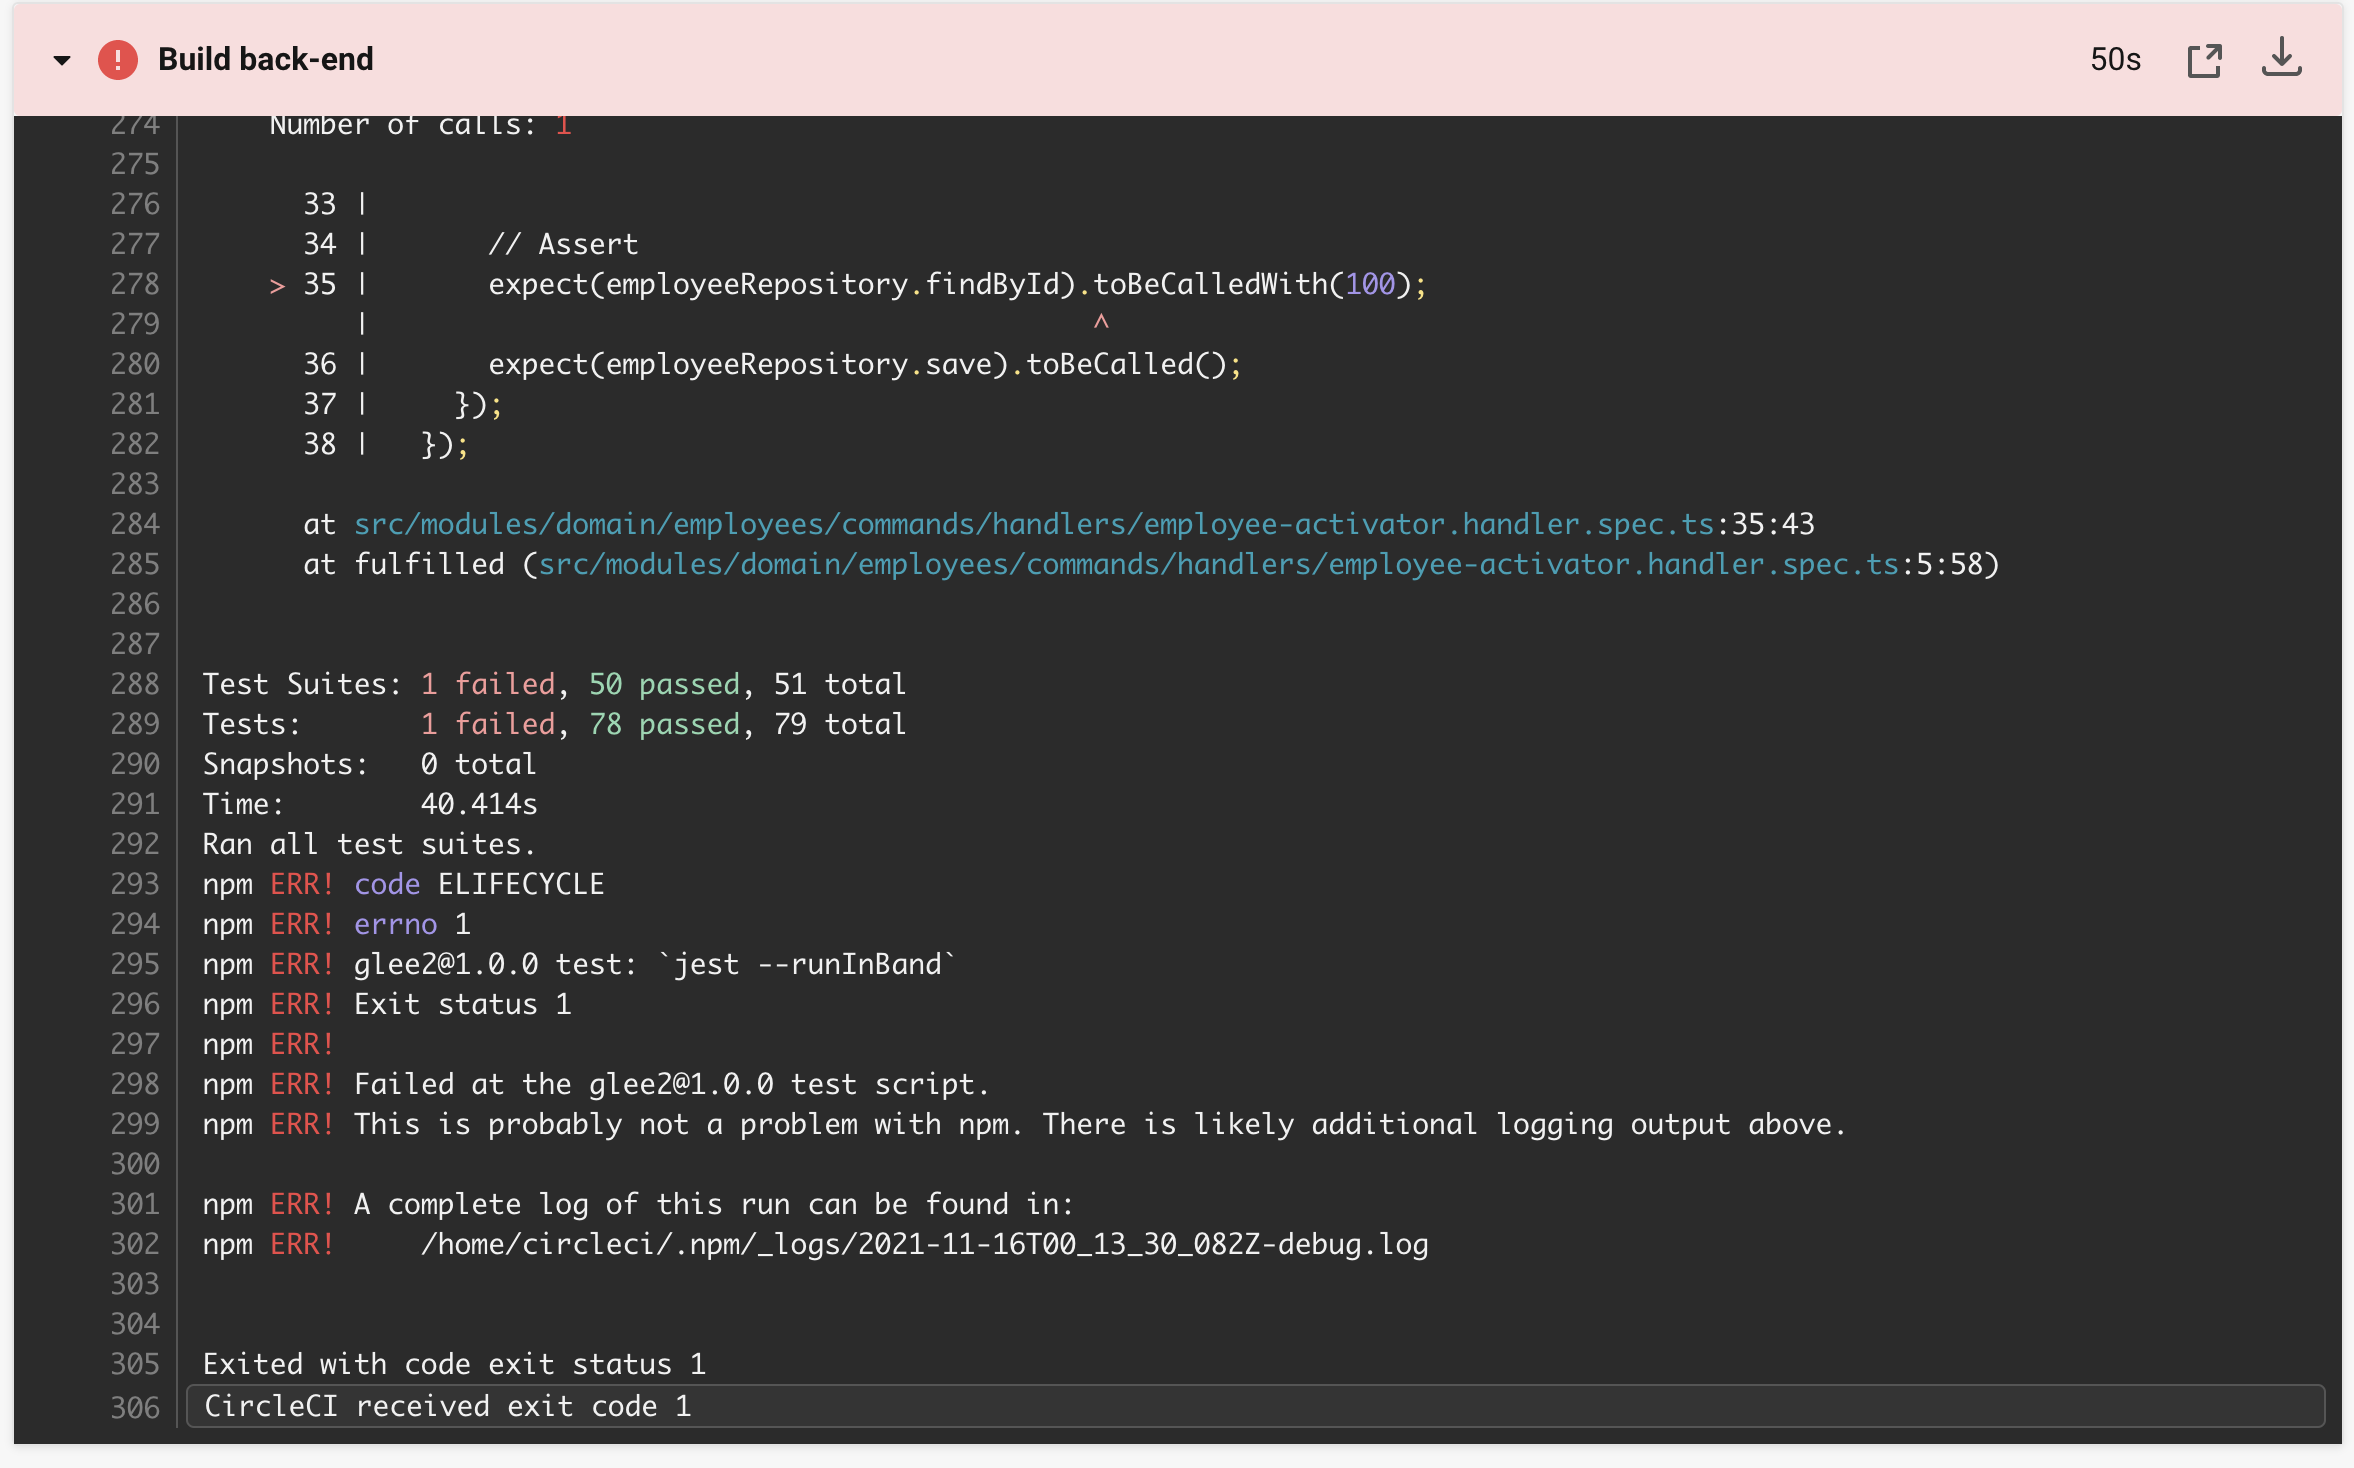 Build back-end 50s
274 Number of calls: 1
275
276 33 |
277 34 | // Assert
278 > 35 | expect(employeeRepository.findById).toBeCalledWith(100);
279 | ^
280 36 | expect(employeeRepository.save).toBeCalled();
281 37 | });
282 38 | });
283
284 at src/modules/domain/employees/commands/handlers/employee-activator.handler.spec.ts:35:43
285 at fulfilled (src/modules/domain/employees/commands/handlers/employee-activator.handler.spec.ts:5:58)
286
287
288 Test Suites: 1 failed, 50 passed, 51 total
289 Tests: 1 failed, 78 passed, 79 total
290 Snapshots: 0 total
291 Time: 40.414s
292 Ran all test suites.
293 npm ERR! code ELIFECYCLE
294 npm ERR! errno 1
295 npm ERR! glee2@1.0.0 test: `jest --runInBand`
296 npm ERR! Exit status 1
297 npm ERR!
298 npm ERR! Failed at the glee2@1.0.0 test script.
299 npm ERR! This is probably not a problem with npm. There is likely additional logging output above.
300
301 npm ERR! A complete log of this run can be found in:
302 npm ERR! /home/circleci/.npm/_logs/2021-11-16T00_13_30_082Z-debug.log
303
304
305 Exited with code exit status 1
306 CircleCI received exit code 1